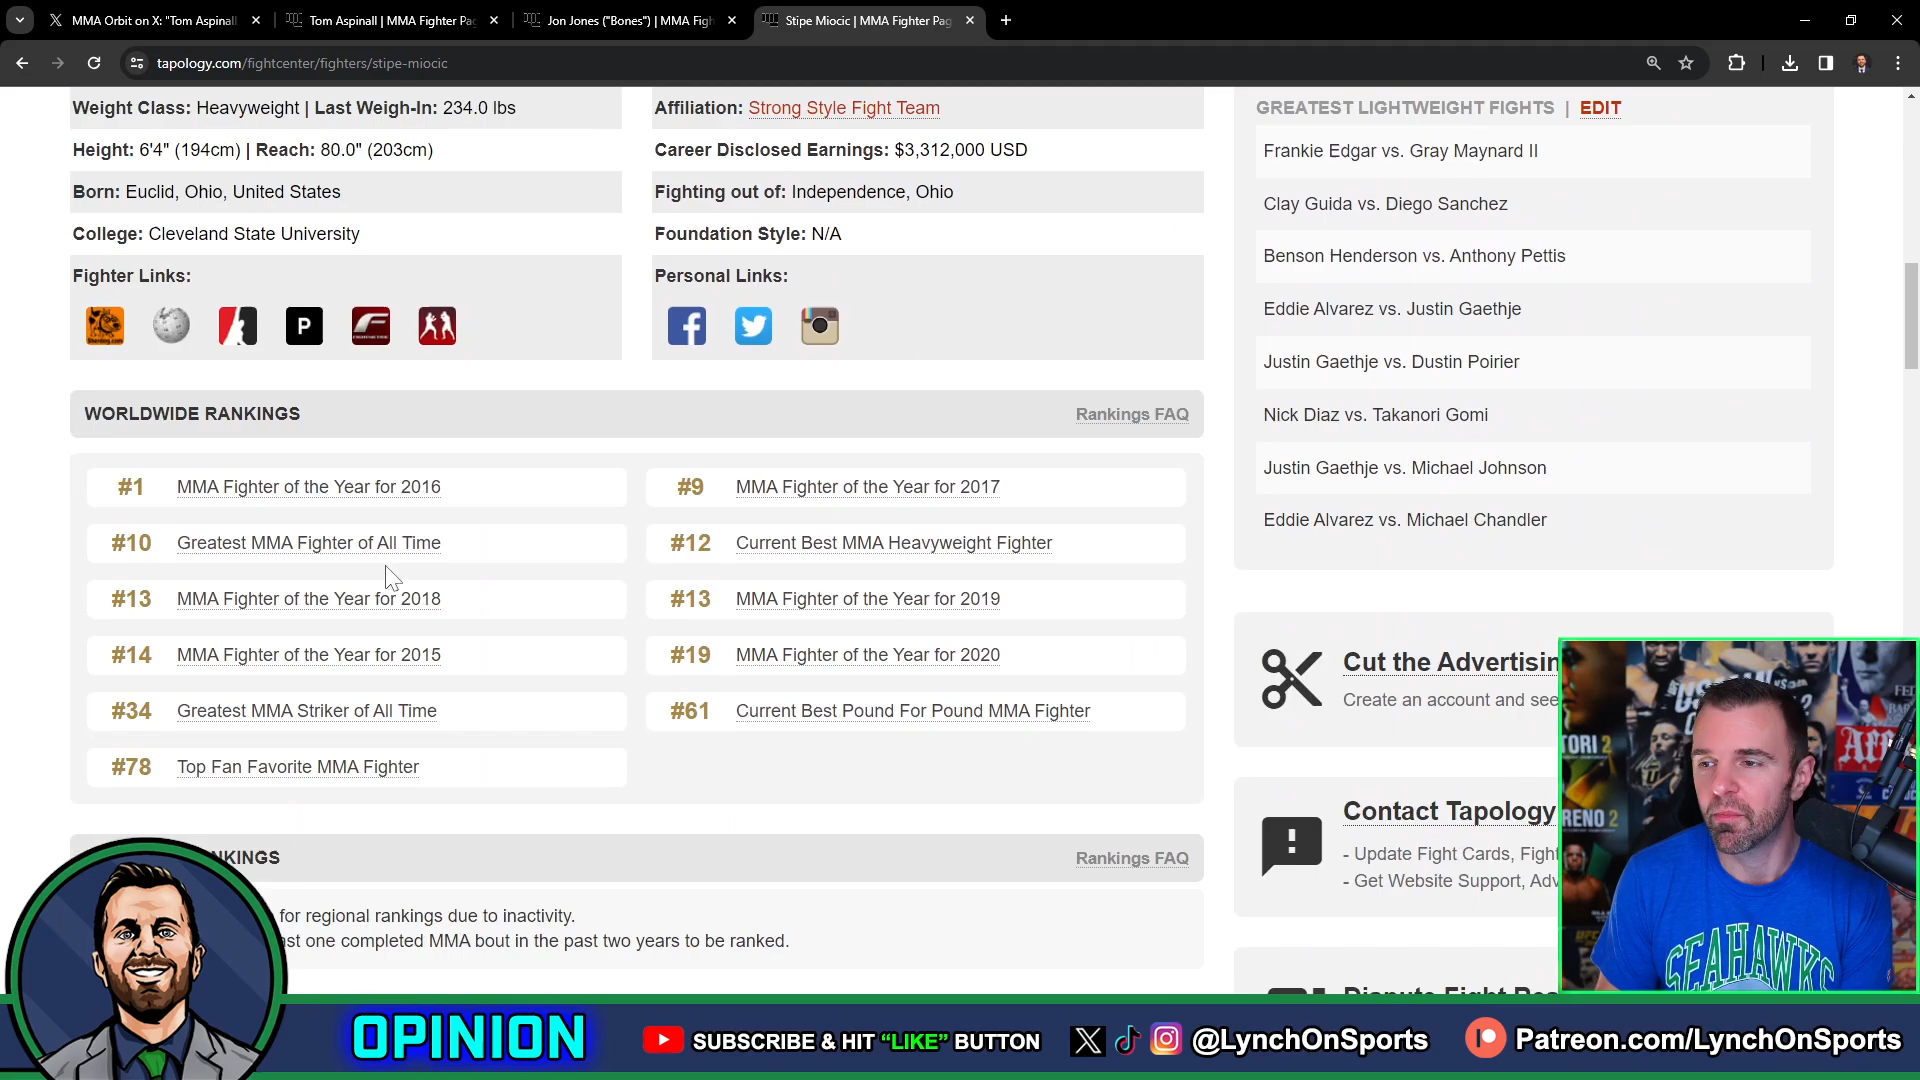 MMA Orbit on X: "Tom Aspinall
Tom Aspinall | MMA Fighter Pag
Jon Jones ("Bones") | MMA Figh
Stipe Miocic | MMA Fighter Pag
tapology.com/fightcenter/fighters/stipe-miocic
Weight Class: Heavyweight | Last Weigh-In: 234.0 lbs
Height: 6'4" (194cm) | Reach: 80.0" (203cm)
Born: Euclid, Ohio, United States
College: Cleveland State University
Fighter Links:
P
Affiliation: Strong Style Fight Team
Career Disclosed Earnings: $3,312,000 USD
Fighting out of: Independence, Ohio
Foundation Style: N/A
Personal Links:
WORLDWIDE RANKINGS
Rankings FAQ
#1 MMA Fighter of the Year for 2016
#9 MMA Fighter of the Year for 2017
#10 Greatest MMA Fighter of All Time
#12 Current Best MMA Heavyweight Fighter
#13 MMA Fighter of the Year for 2018
#13 MMA Fighter of the Year for 2019
#14 MMA Fighter of the Year for 2015
#19 MMA Fighter of the Year for 2020
#34 Greatest MMA Striker of All Time
#61 Current Best Pound For Pound MMA Fighter
#78 Top Fan Favorite MMA Fighter
NKINGS
Rankings FAQ
for regional rankings due to inactivity.
ast one completed MMA bout in the past two years to be ranked.
GREATEST LIGHTWEIGHT FIGHTS | EDIT
Frankie Edgar vs. Gray Maynard II
Clay Guida vs. Diego Sanchez
Benson Henderson vs. Anthony Pettis
Eddie Alvarez vs. Justin Gaethje
Justin Gaethje vs. Dustin Poirier
Nick Diaz vs. Takanori Gomi
Justin Gaethje vs. Michael Johnson
Eddie Alvarez vs. Michael Chandler
Cut the Advertisin
Create an account and see
Contact Tapology
- Update Fight Cards, Fight
- Get Website Support, Adv
TORI 2
RENO 2
SEAHAWKS
OPINION
SUBSCRIBE & HIT "LIKE" BUTTON
@LynchOnSports
Patreon.com/LynchOnSports